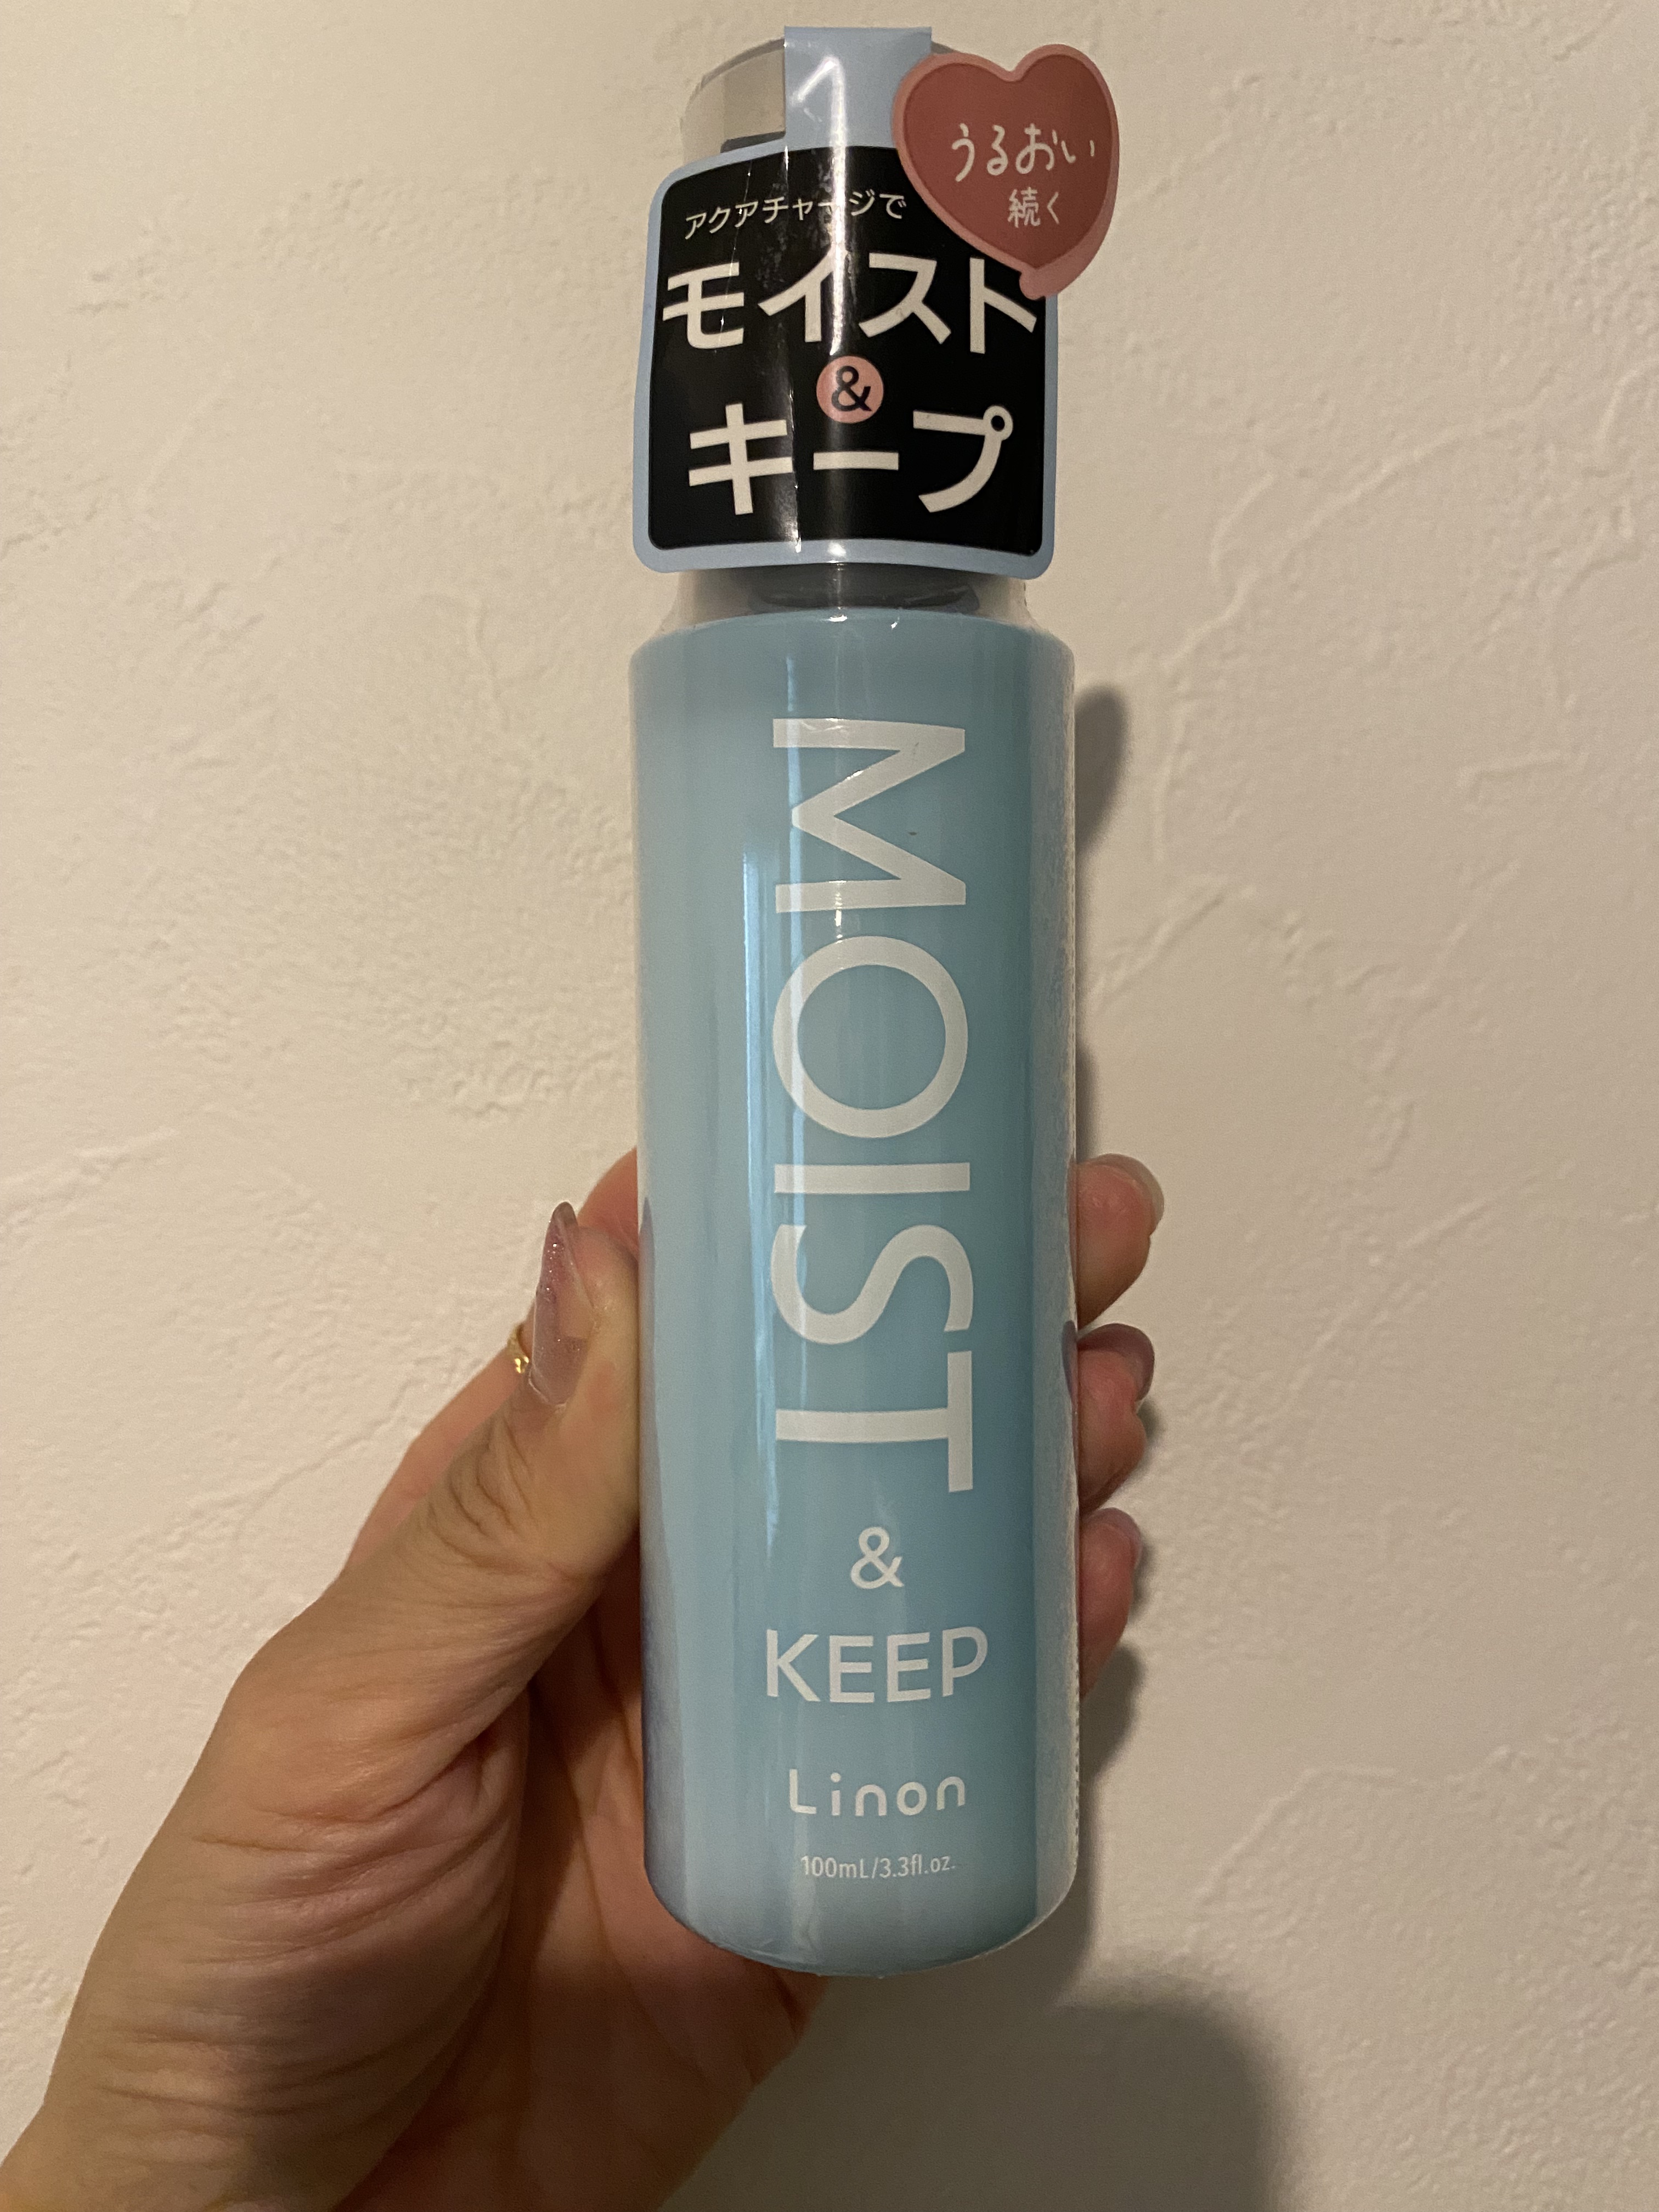 うるおい
続く
アクアチャージで
モイスト
&
キープ
MOIST
&
KEEP
Linon
100mL/3.3fl.oz.